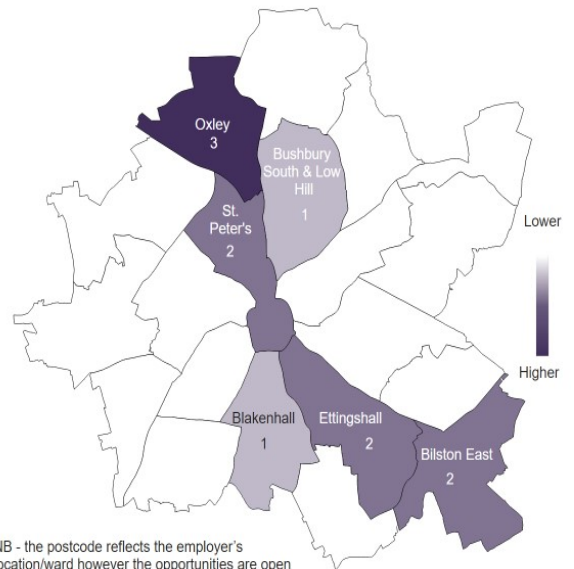 Oxley
3
Bushbury
South & Low
Hill
1
St.
Peter's
2
Lower
Higher
Blakenhall
1
Ettingshall
2
Bilston East
2
NB - the postcode reflects the employer's
location/ward however the opportunities are open